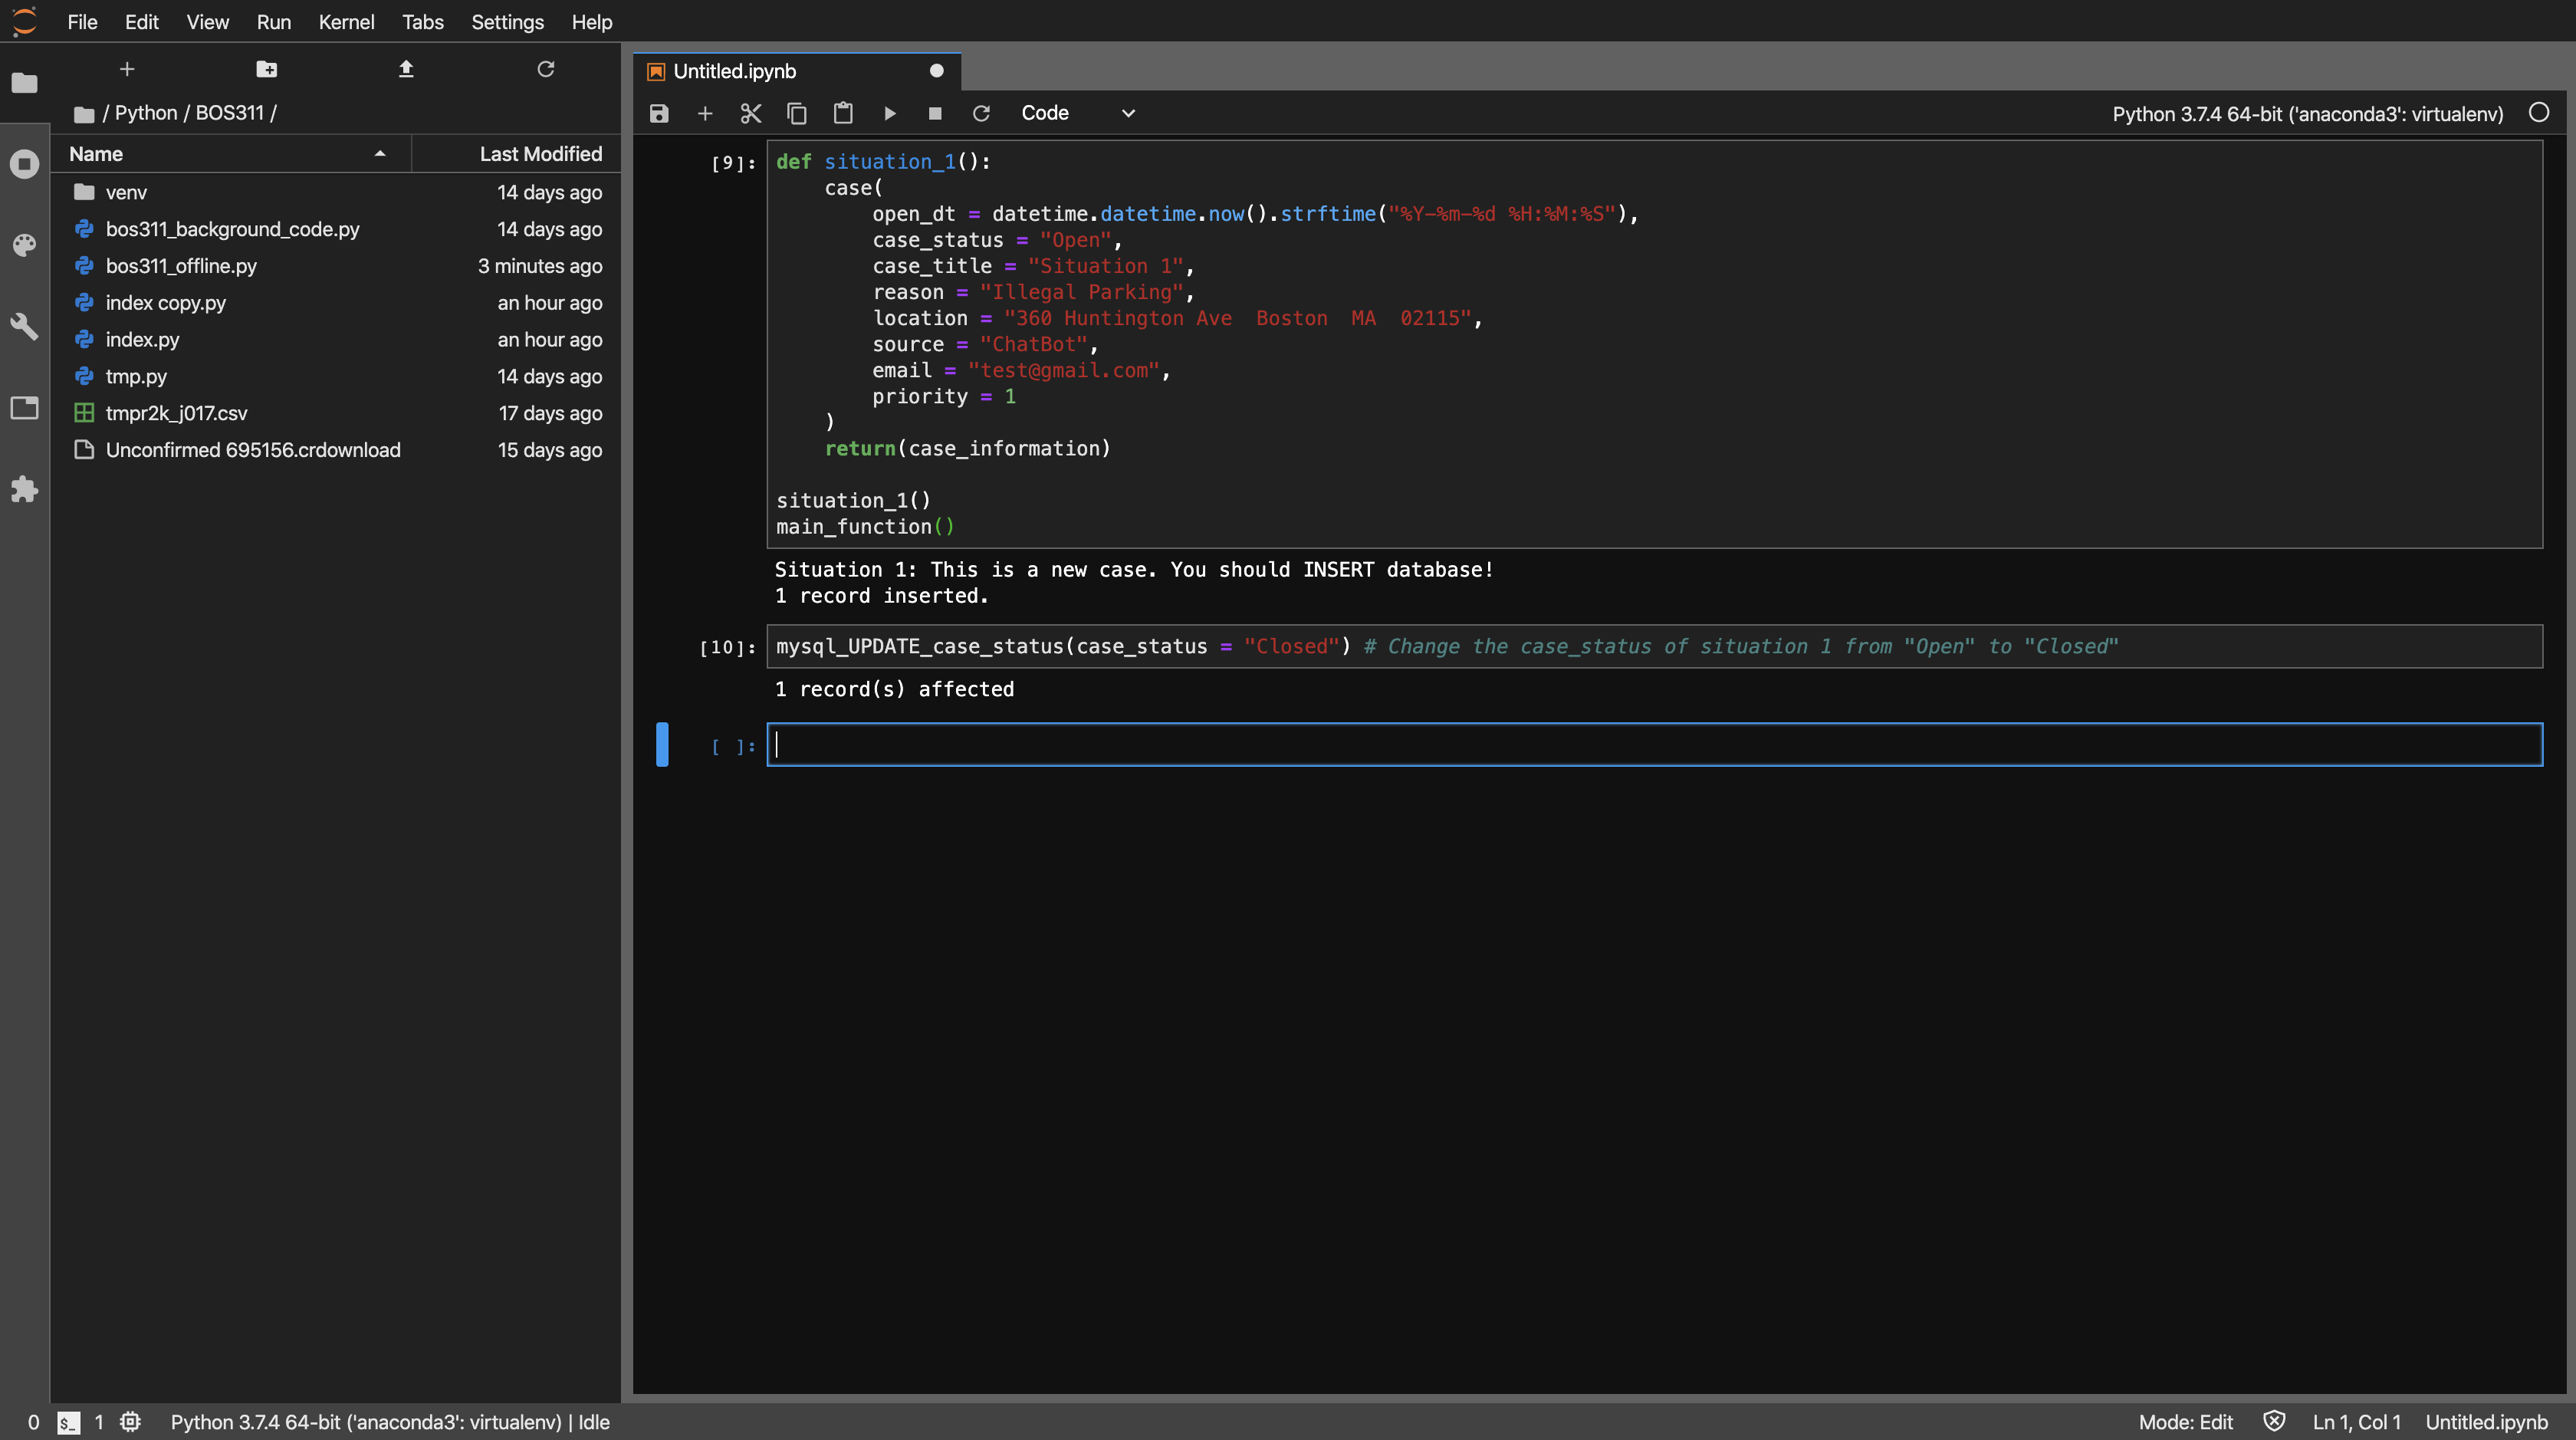 File Edit View Run Kernel Tabs Settings Help
/ Python / BOS311 /
Name Last Modified
venv 14 days ago
bos311_background_code.py 14 days ago
bos311_offline.py 3 minutes ago
index copy.py an hour ago
index.py an hour ago
tmp.py 14 days ago
tmpr2k_j017.csv 17 days ago
Unconfirmed 695156.crdownload 15 days ago
Untitled.ipynb
Code Python 3.7.4 64-bit ('anaconda3': virtualenv)
[9]: def situation_1():
    case(
        open_dt = datetime.datetime.now().strftime("%Y-%m-%d %H:%M:%S"),
        case_status = "Open",
        case_title = "Situation 1",
        reason = "Illegal Parking",
        location = "360 Huntington Ave  Boston  MA  02115",
        source = "ChatBot",
        email = "test@gmail.com",
        priority = 1
    )
    return(case_information)
situation_1()
main_function()
Situation 1: This is a new case. You should INSERT database!
1 record inserted.
[10]: mysql_UPDATE_case_status(case_status = "Closed") # Change the case_status of situation 1 from "Open" to "Closed"
1 record(s) affected
[ ]:
0 $_ 1 Python 3.7.4 64-bit ('anaconda3': virtualenv) | Idle Mode: Edit Ln 1, Col 1 Untitled.ipynb